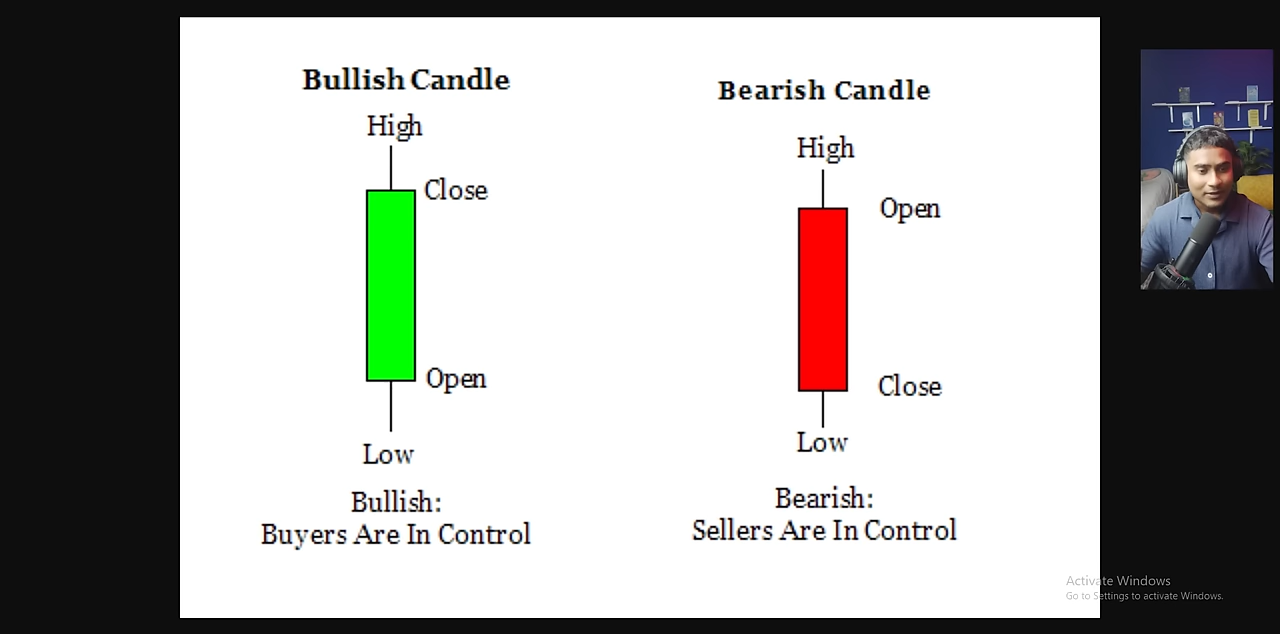 Bullish Candle
High
Close
Open
Low
Bullish:
Buyers Are In Control
Bearish Candle
High
Open
Close
Low
Bearish:
Sellers Are In Control
Activate Windows
Go to Settings to activate Windows.